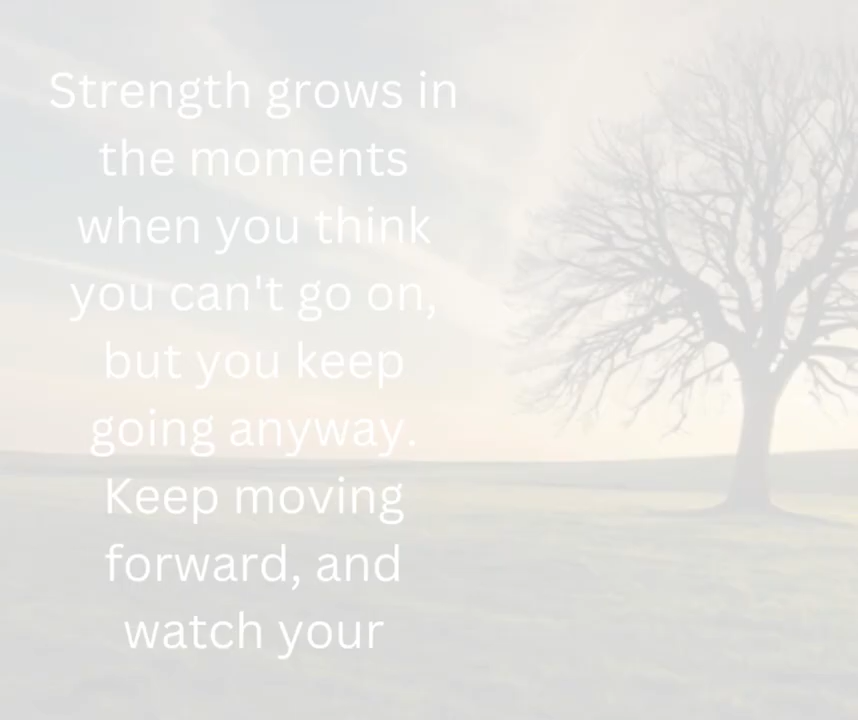 Strength grows in
the moments
when you think
you can't go on,
but you keep
going anyway.
Keep moving
forward, and
watch your